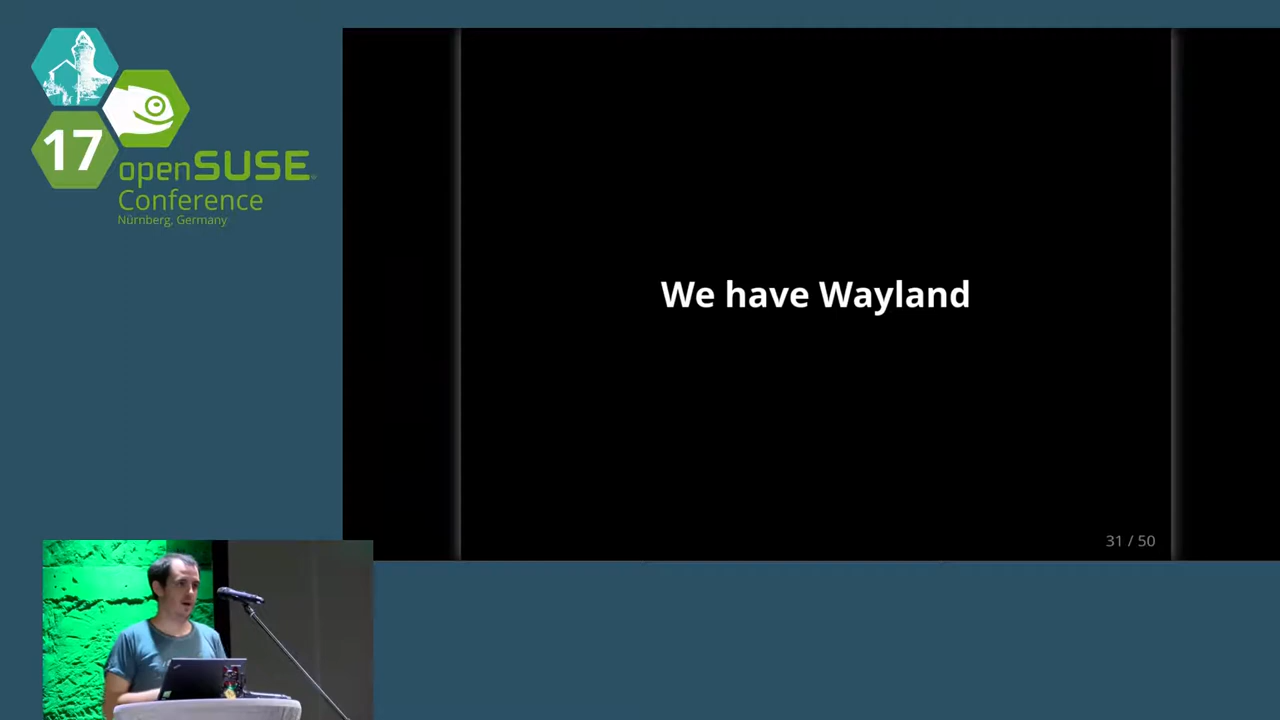 17
openSUSE
Conference
Nürnberg, Germany
We have Wayland
31 / 50